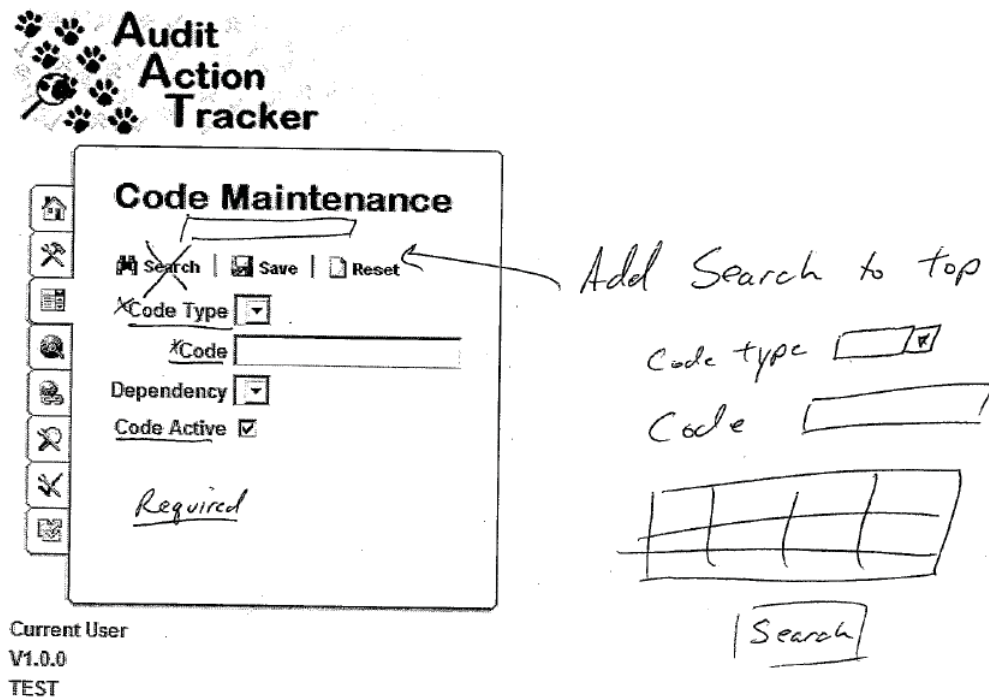 Audit
Action
Tracker
Code Maintenance
Search | Save | Reset
*Code Type
*Code
Dependency
Code Active
Required
Add Search to top
Code type
Code
Search
Current User
V1.0.0
TEST